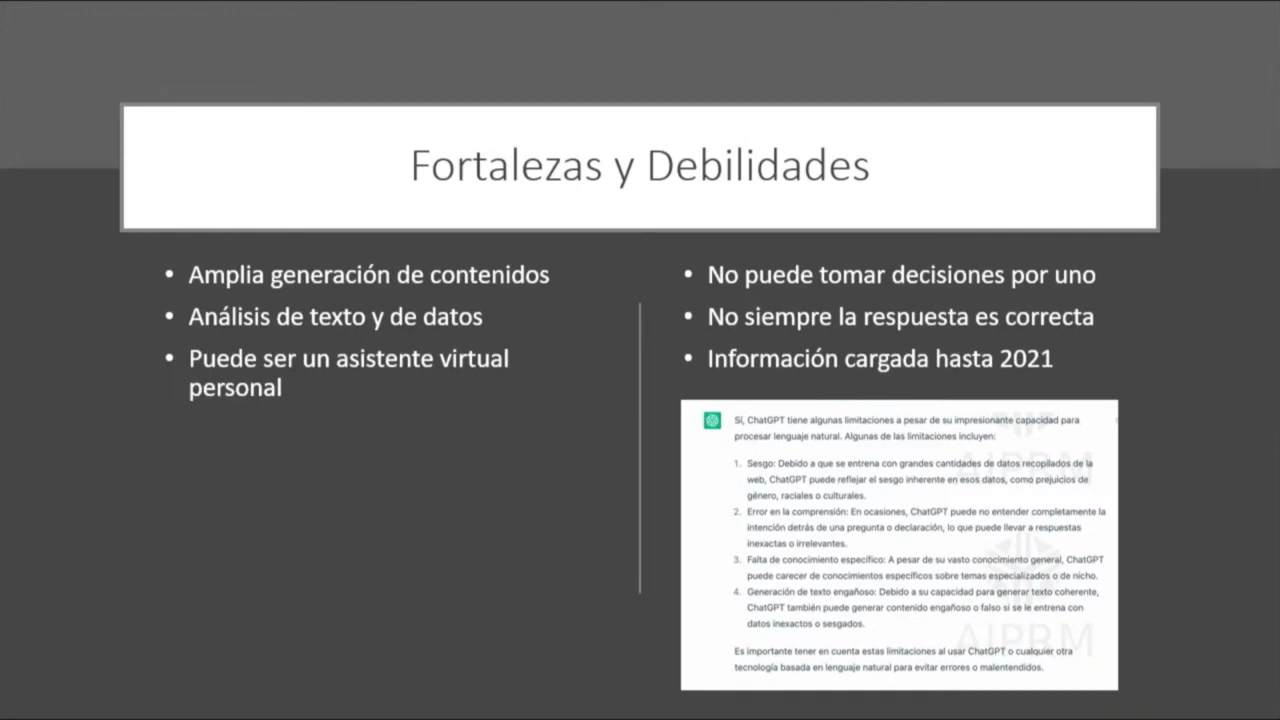 Fortalezas y Debilidades
• Amplia generación de contenidos
• Análisis de texto y de datos
• Puede ser un asistente virtual
personal
• No puede tomar decisiones por uno
• No siempre la respuesta es correcta
• Información cargada hasta 2021
Sí, ChatGPT tiene algunas limitaciones a pesar de su impresionante capacidad para
procesar lenguaje natural. Algunas de las limitaciones incluyen:
1. Sesgo: Debido a que se entrena con grandes cantidades de datos recopilados de la
web, ChatGPT puede reflejar el sesgo inherente en esos datos, como prejuicios de
género, raciales o culturales.
2. Error en la comprensión: En ocasiones, ChatGPT puede no entender completamente la
intención detrás de una pregunta o declaración, lo que puede llevar a respuestas
inexactas o irrelevantes.
3. Falta de conocimiento específico: A pesar de su vasto conocimiento general, ChatGPT
puede carecer de conocimientos específicos sobre temas especializados o de nicho.
4. Generación de texto engañoso: Debido a su capacidad para generar texto coherente,
ChatGPT también puede generar contenido engañoso o falso si se le entrena con
datos inexactos o sesgados.
Es importante tener en cuenta estas limitaciones al usar ChatGPT o cualquier otra
tecnología basada en lenguaje natural para evitar errores o malentendidos.
AIPRM
AIPRM